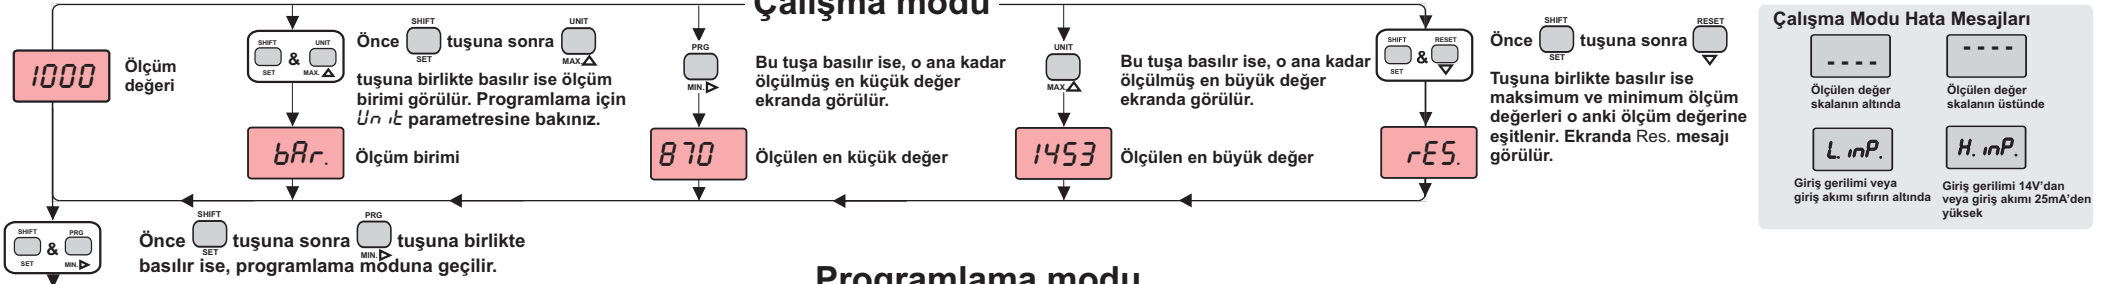 Çalışma modu
1000
Ölçüm
değeri
SHIFT
SET
&
UNIT
MAX.
Önce SHIFT SET tuşuna sonra UNIT MAX.
tuşuna birlikte basılır ise ölçüm
birimi görülür. Programlama için
Unit parametresine bakınız.
bAr.
Ölçüm birimi
PRG
MIN.
Bu tuşa basılır ise, o ana kadar
ölçülmüş en küçük değer
ekranda görülür.
870
Ölçülen en küçük değer
UNIT
MAX.
Bu tuşa basılır ise, o ana kadar
ölçülmüş en büyük değer
ekranda görülür.
1453
Ölçülen en büyük değer
SHIFT
SET
&
RESET
rES.
Önce SHIFT SET tuşuna sonra RESET
Tuşuna birlikte basılır ise
maksimum ve minimum ölçüm
değerleri o anki ölçüm değerine
eşitlenir. Ekranda Res. mesajı
görülür.
Çalışma Modu Hata Mesajları
- - - -
Ölçülen değer
skalanın altında
- - - -
Ölçülen değer
skalanın üstünde
L. inP.
Giriş gerilimi veya
giriş akımı sıfırın altında
H. inP.
Giriş gerilimi 14V'dan
veya giriş akımı 25mA'den
yüksek
SHIFT
SET
&
PRG
MIN.
Önce SHIFT SET tuşuna sonra PRG MIN. tuşuna birlikte
basılır ise, programlama moduna geçilir.
Programlama modu